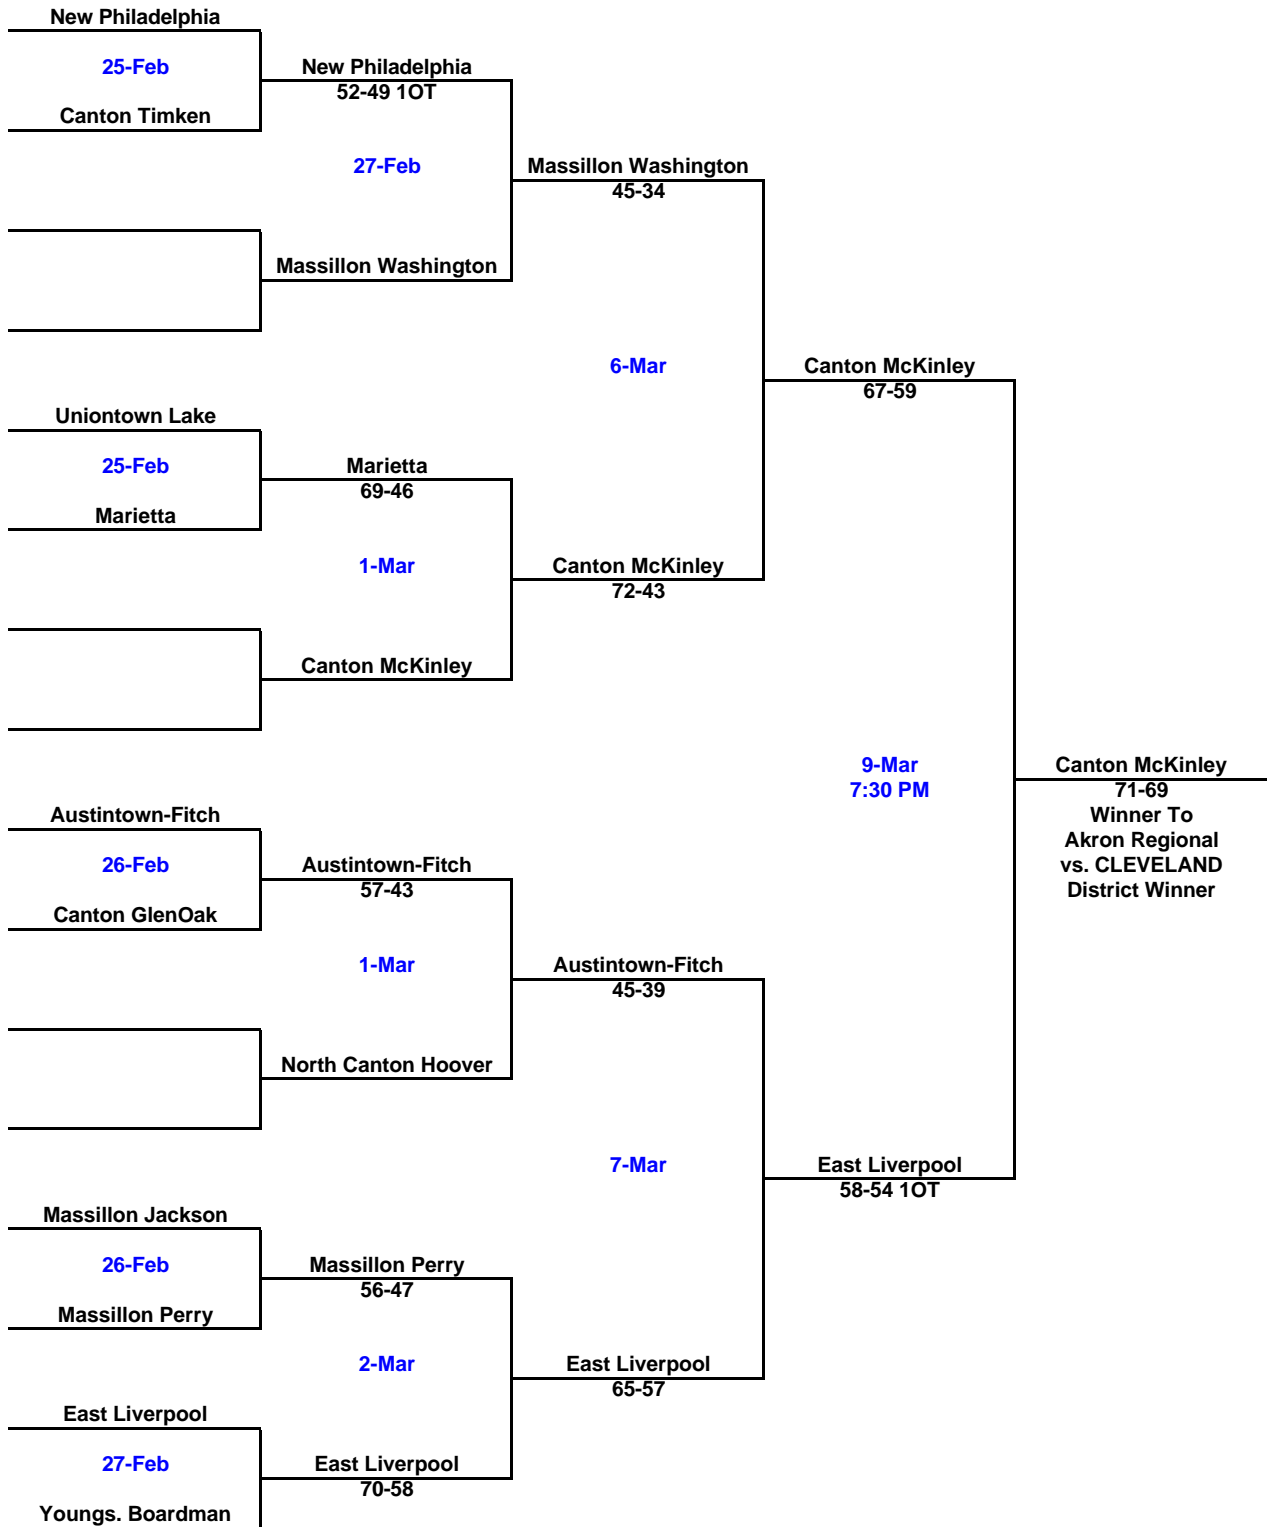 New Philadelphia
25-Feb
New Philadelphia
52-49 1OT
Canton Timken
27-Feb
Massillon Washington
45-34
Massillon Washington
6-Mar
Canton McKinley
67-59
Uniontown Lake
25-Feb
Marietta
69-46
Marietta
1-Mar
Canton McKinley
72-43
Canton McKinley
9-Mar
7:30 PM
Canton McKinley
71-69
Winner To
Akron Regional
vs. CLEVELAND
District Winner
Austintown-Fitch
26-Feb
Austintown-Fitch
57-43
Canton GlenOak
1-Mar
Austintown-Fitch
45-39
North Canton Hoover
7-Mar
East Liverpool
58-54 1OT
Massillon Jackson
26-Feb
Massillon Perry
56-47
Massillon Perry
2-Mar
East Liverpool
65-57
East Liverpool
27-Feb
East Liverpool
70-58
Youngs. Boardman